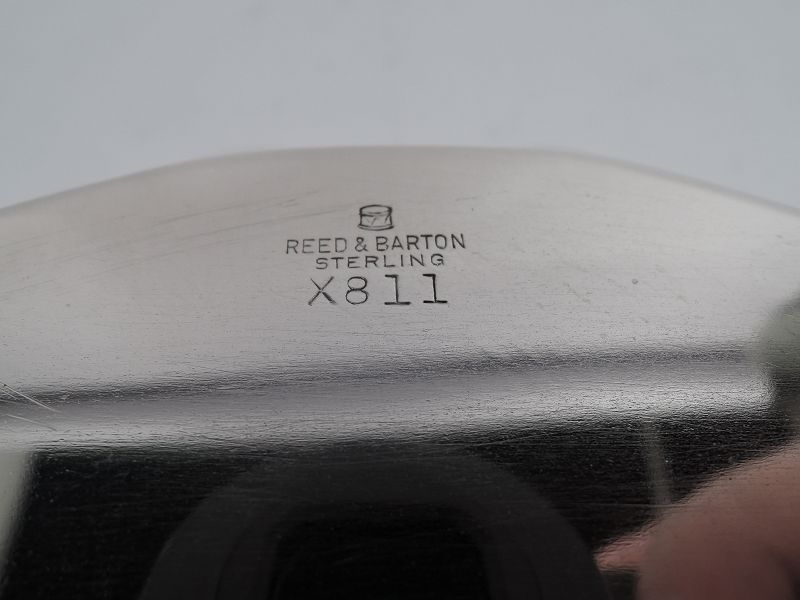 REED & BARTON
STERLING
X811